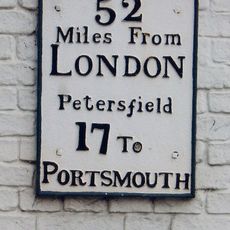 52
Miles From
LONDON
Petersfield
17 To
PORTSMOUTH